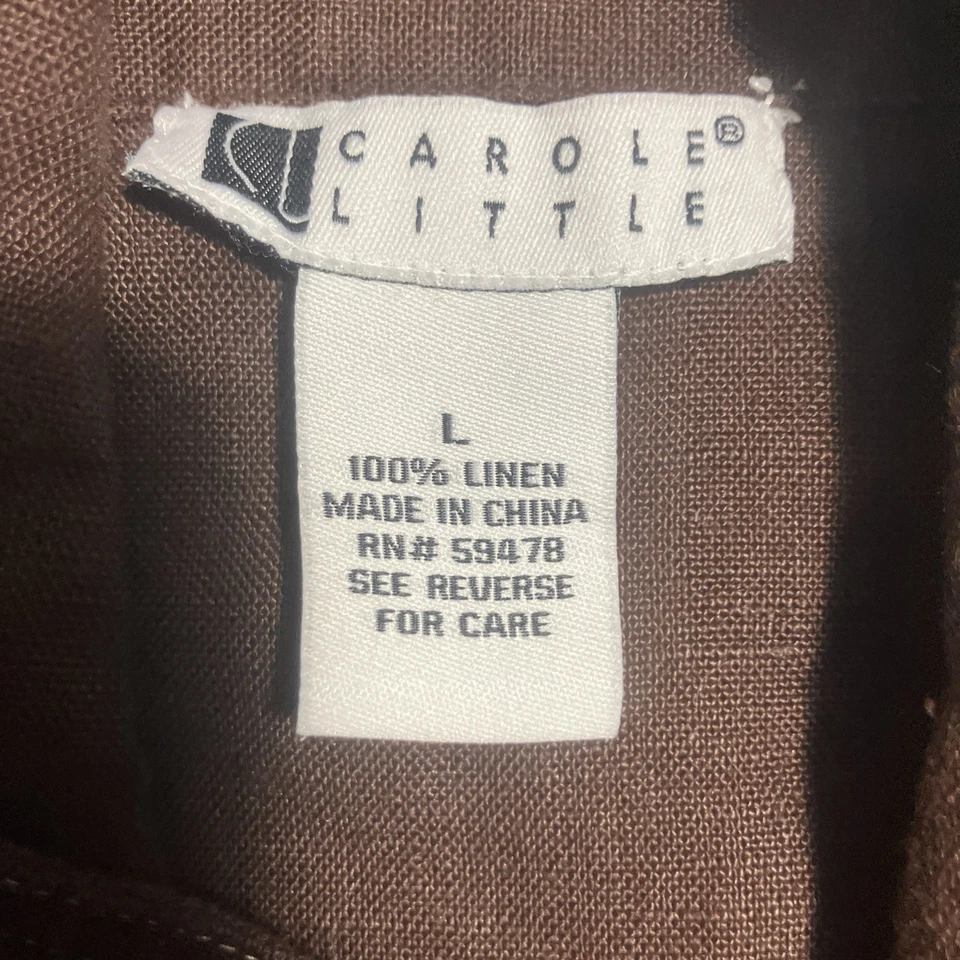 CAROLE®
LITTLE
L
100% LINEN
MADE IN CHINA
RN# 59478
SEE REVERSE
FOR CARE